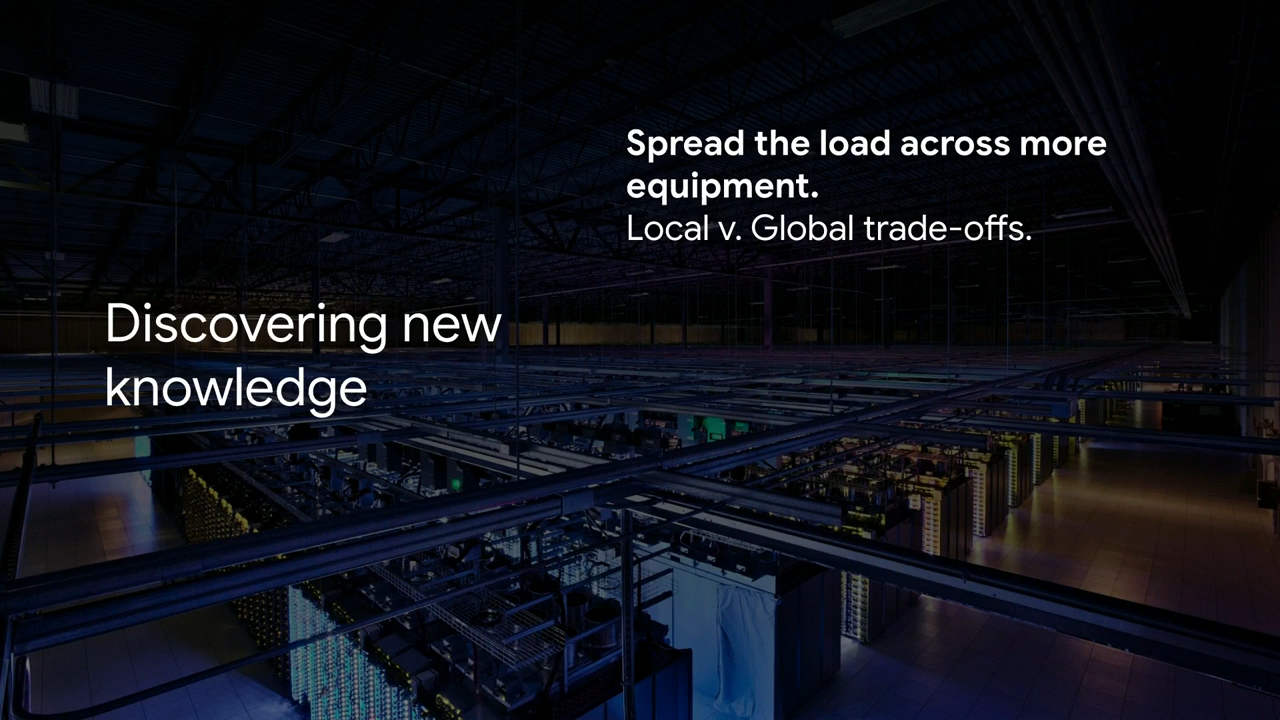 Discovering new
knowledge
Spread the load across more
equipment.
Local v. Global trade-offs.